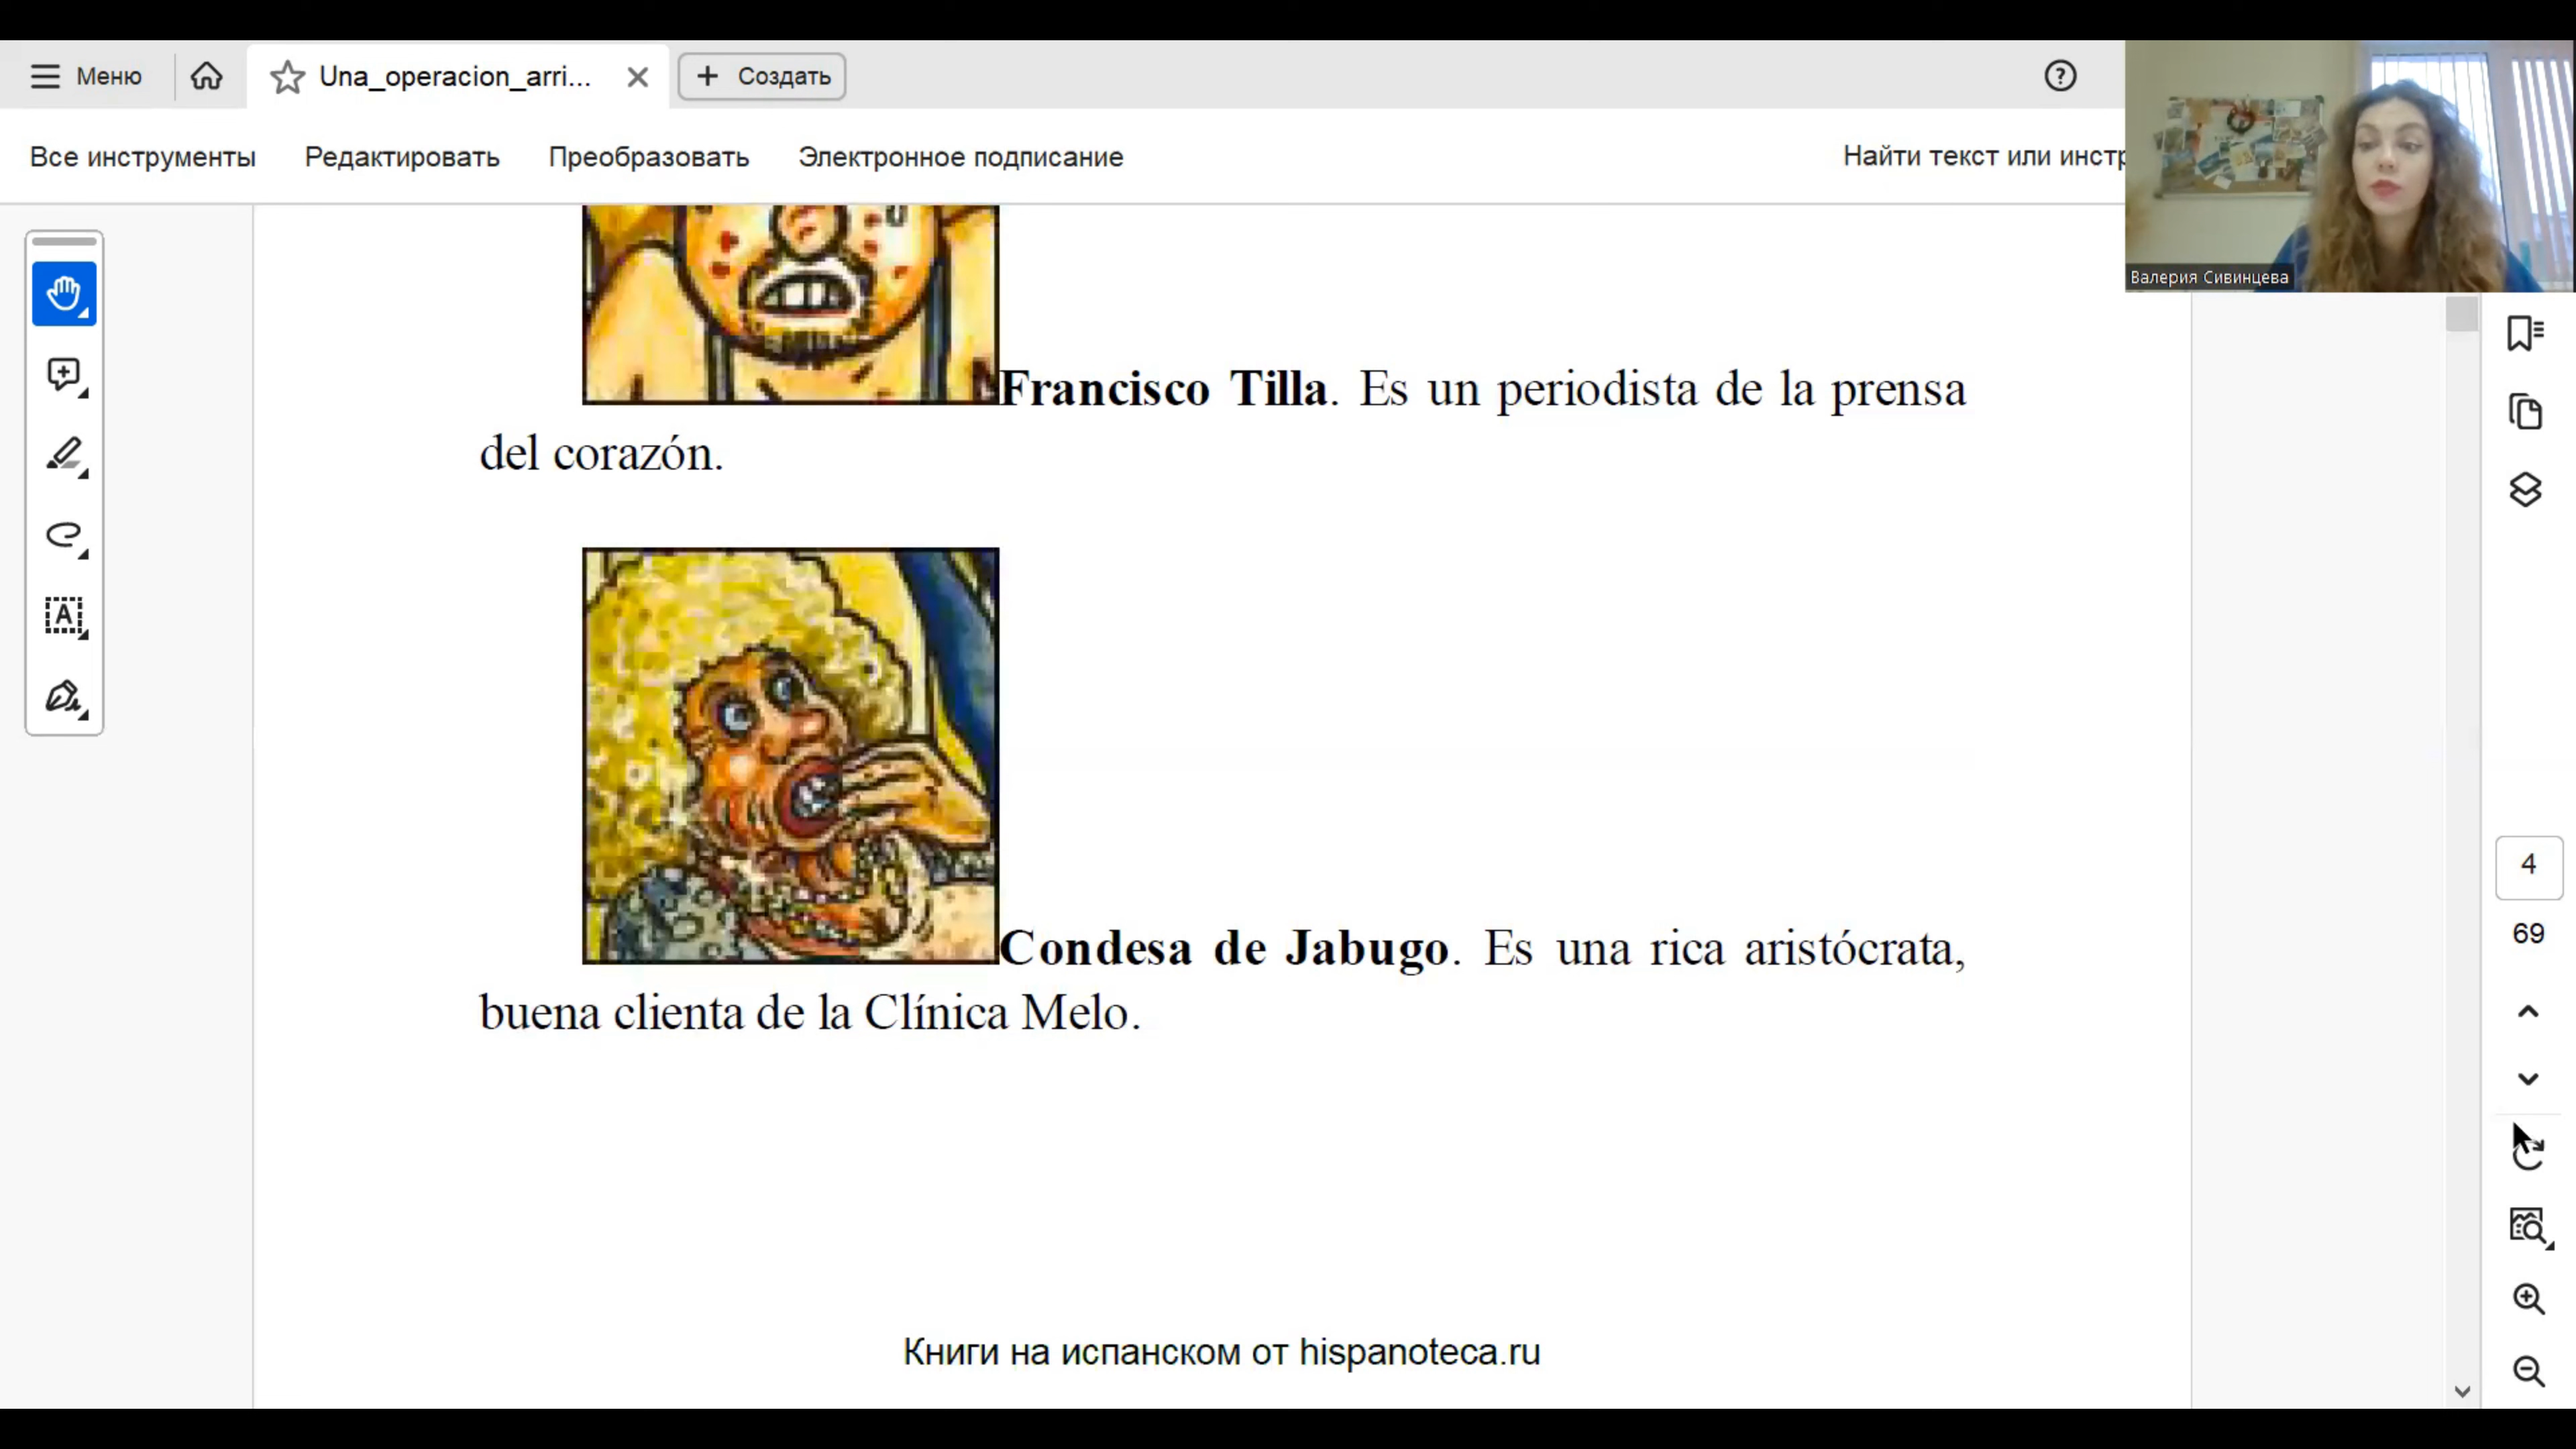 Меню
Una_operacion_arri...
Создать
Все инструменты
Редактировать
Преобразовать
Электронное подписание
Найти текст или инстр
Валерия Сивинцева
Francisco Tilla. Es un periodista de la prensa
del corazón.
Condesa de Jabugo. Es una rica aristócrata,
buena clienta de la Clínica Melo.
4
69
Книги на испанском от hispanoteca.ru